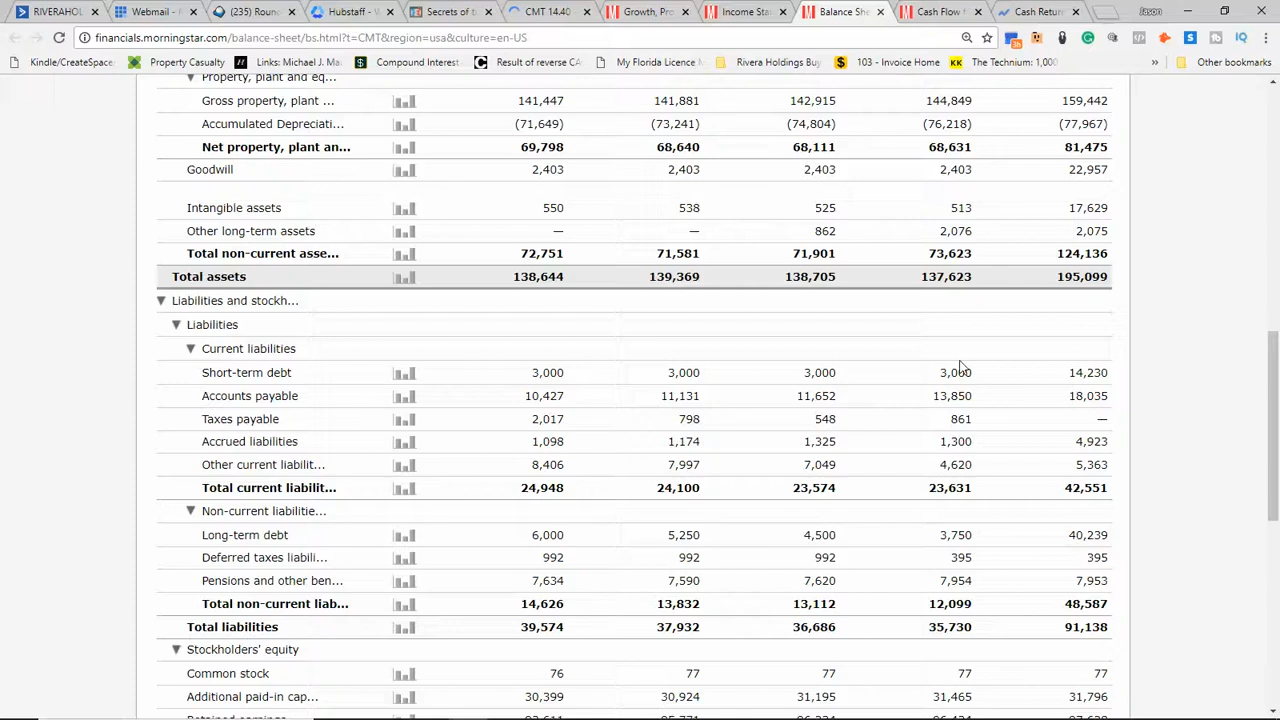 RIVERAHOL
Webmail -
(235) Roun
Hubstaff -
Secrets of t
CMT 14.40
Growth, Pro
Income Sta
Balance She
Cash Flow f
Cash Retur
Jason
financials.morningstar.com/balance-sheet/bs.html?t=CMT&region=usa&culture=en-US
Kindle/CreateSpace
Property Casualty
Links: Michael J. Ma
Compound Interest
Result of reverse CA
My Florida Licence
Rivera Holdings Buy
103 - Invoice Home
The Technium: 1,000
Other bookmarks
Property, plant and eq...
Gross property, plant ... 141,447 141,881 142,915 144,849 159,442
Accumulated Depreciati... (71,649) (73,241) (74,804) (76,218) (77,967)
Net property, plant an... 69,798 68,640 68,111 68,631 81,475
Goodwill 2,403 2,403 2,403 2,403 22,957
Intangible assets 550 538 525 513 17,629
Other long-term assets — — 862 2,076 2,075
Total non-current asse... 72,751 71,581 71,901 73,623 124,136
Total assets 138,644 139,369 138,705 137,623 195,099
Liabilities and stockh...
Liabilities
Current liabilities
Short-term debt 3,000 3,000 3,000 3,000 14,230
Accounts payable 10,427 11,131 11,652 13,850 18,035
Taxes payable 2,017 798 548 861 —
Accrued liabilities 1,098 1,174 1,325 1,300 4,923
Other current liabilit... 8,406 7,997 7,049 4,620 5,363
Total current liabilit... 24,948 24,100 23,574 23,631 42,551
Non-current liabilitie...
Long-term debt 6,000 5,250 4,500 3,750 40,239
Deferred taxes liabili... 992 992 992 395 395
Pensions and other ben... 7,634 7,590 7,620 7,954 7,953
Total non-current liab... 14,626 13,832 13,112 12,099 48,587
Total liabilities 39,574 37,932 36,686 35,730 91,138
Stockholders' equity
Common stock 76 77 77 77 77
Additional paid-in cap... 30,399 30,924 31,195 31,465 31,796